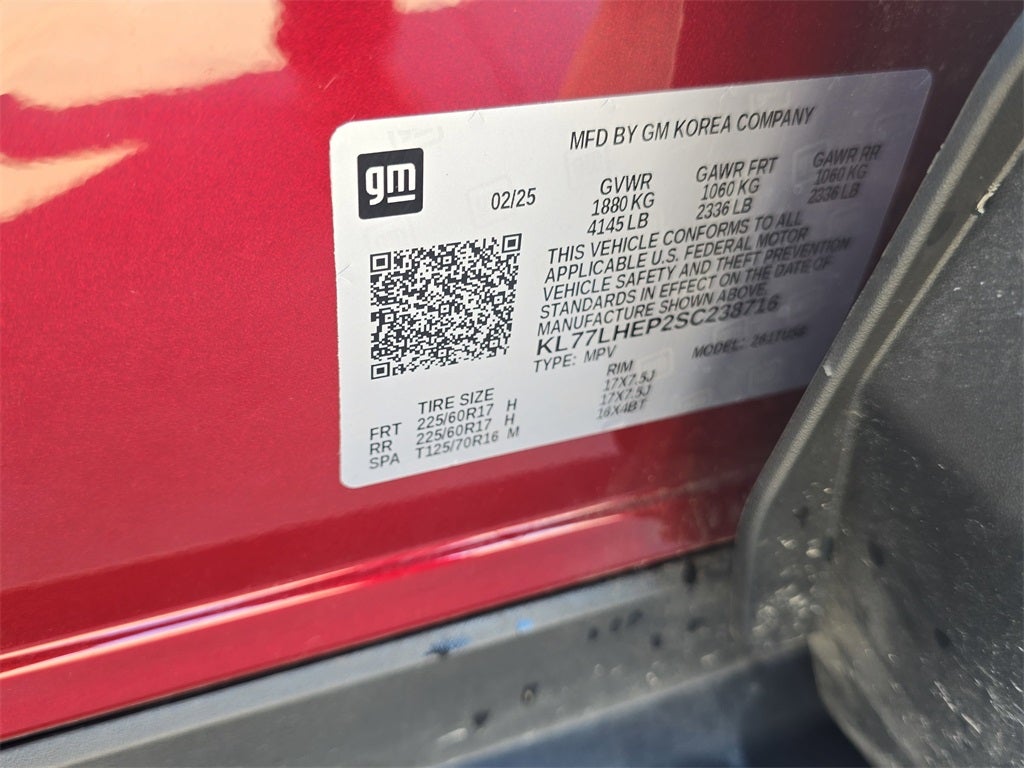 MFD BY GM KOREA COMPANY
gm
02/25
GVWR
1880 KG
4145 LB
GAWR FRT
1060 KG
2336 LB
GAWR RR
1060 KG
2336 LB
THIS VEHICLE CONFORMS TO ALL
APPLICABLE U.S. FEDERAL MOTOR
VEHICLE SAFETY AND THEFT PREVENTION
STANDARDS IN EFFECT ON THE DATE OF
MANUFACTURE SHOWN ABOVE.
KL77LHEP2SC238716
TYPE: MPV MODEL:
TIRE SIZE RIM
FRT 225/60R17 H 17X7.5J
RR 225/60R17 H 17X7.5J
SPA T125/70R16 M 16X4BT